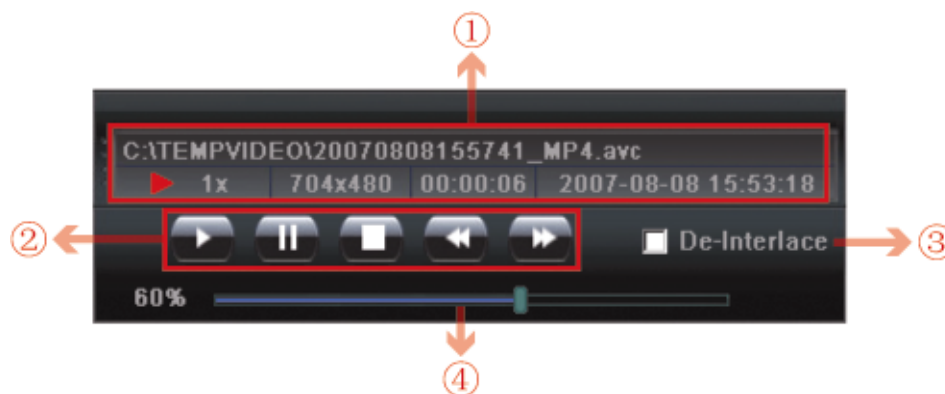 ①
C:\TEMPVIDEO\20070808155741_MP4.avc
1x 704x480 00:00:06 2007-08-08 15:53:18
② De-Interlace ③
60%
④